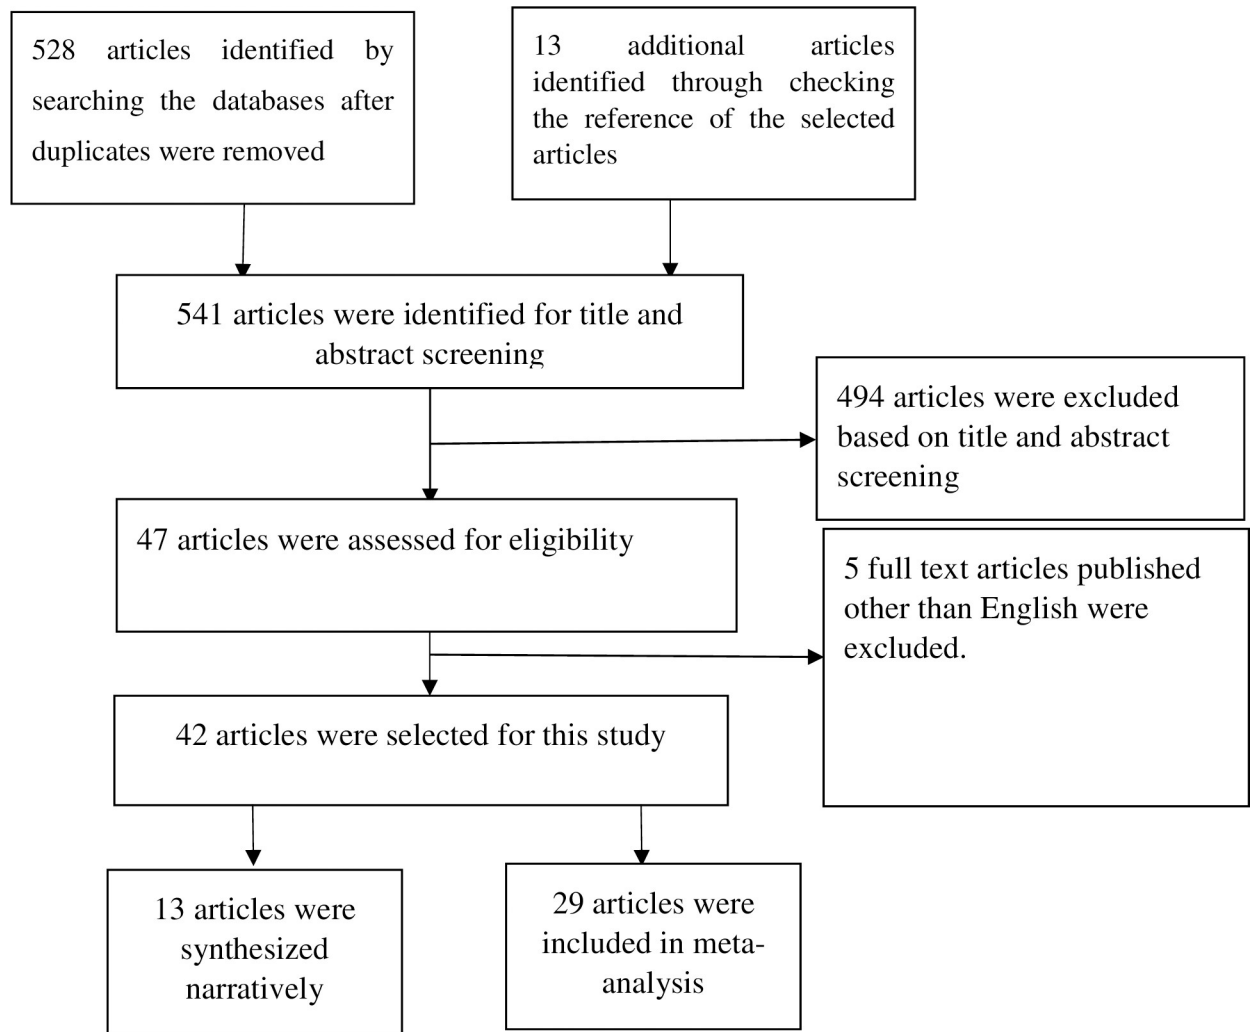 528 articles identified by
searching the databases after
duplicates were removed
13 additional articles
identified through checking
the reference of the selected
articles
541 articles were identified for title and
abstract screening
494 articles were excluded
based on title and abstract
screening
47 articles were assessed for eligibility
5 full text articles published
other than English were
excluded.
42 articles were selected for this study
13 articles were
synthesized
narratively
29 articles were
included in meta-
analysis